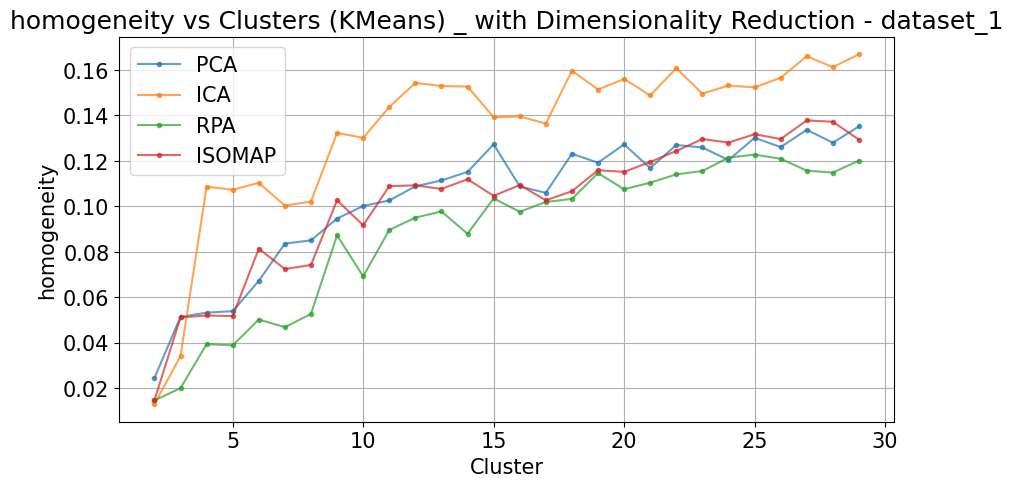 homogeneity vs Clusters (KMeans) _ with Dimensionality Reduction - dataset_1
PCA
ICA
RPA
ISOMAP
homogeneity
0.16
0.14
0.12
0.10
0.08
0.06
0.04
0.02
5
10
15
20
25
30
Cluster